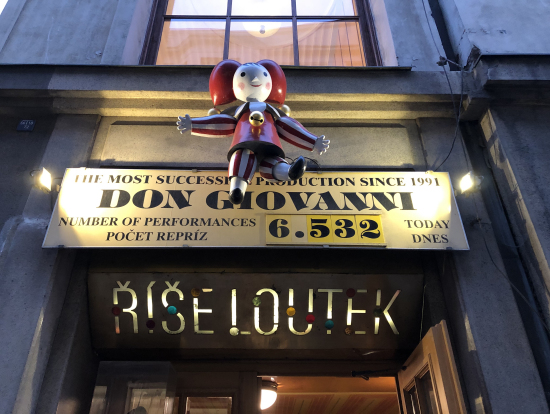 THE MOST SUCCESSFUL PRODUCTION SINCE 1991
DON GIOVANNI
NUMBER OF PERFORMANCES 6.532 TODAY
POČET REPRÍZ DNES
ŘÍŠE LOUTEK